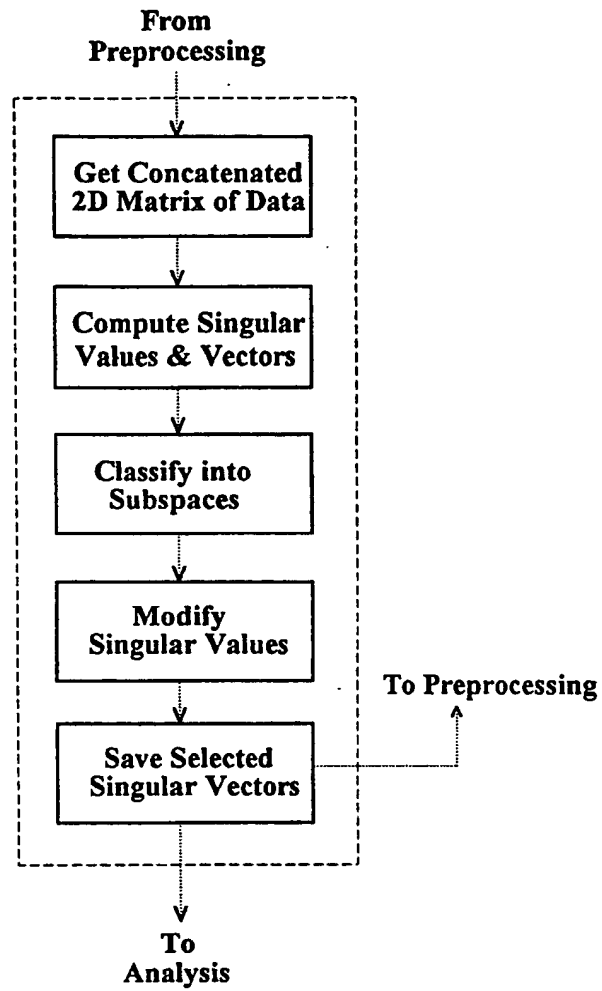 From
Preprocessing
Get Concatenated
2D Matrix of Data
Compute Singular
Values & Vectors
Classify into
Subspaces
Modify
Singular Values
To Preprocessing
Save Selected
Singular Vectors
To
Analysis